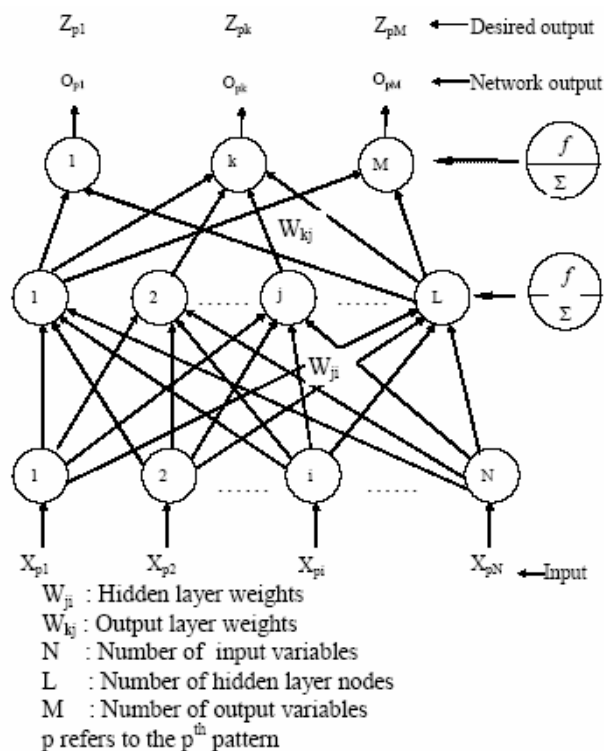 Z_p1 Z_pk Z_pM Desired output
O_p1 O_pk O_pM Network output
1 k M f
Σ
W_kj
1 2 ...... j ...... L f
Σ
W_ji
1 2 ...... i ...... N
X_p1 X_p2 X_pi X_pN Input
W_ji : Hidden layer weights
W_kj : Output layer weights
N : Number of input variables
L : Number of hidden layer nodes
M : Number of output variables
p refers to the p^th pattern